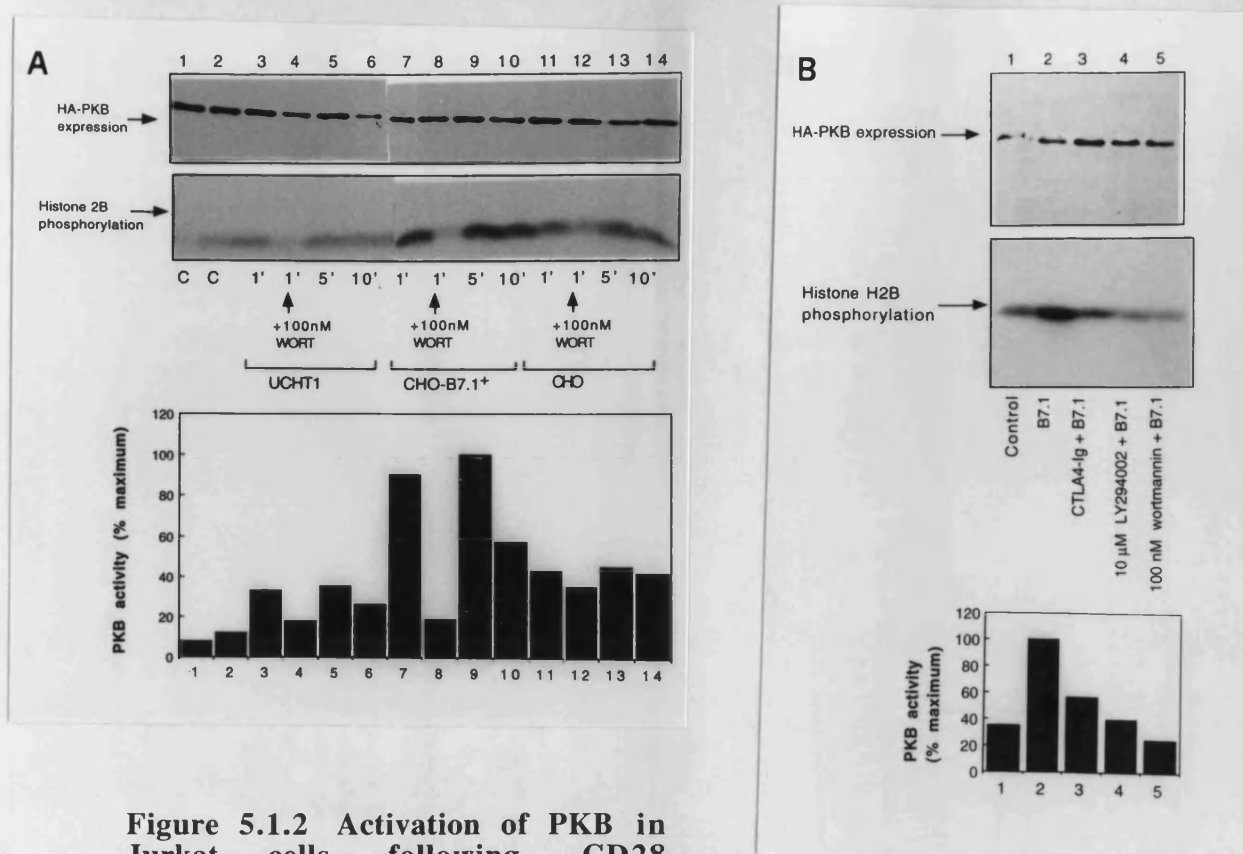 A
1 2 3 4 5 6 7 8 9 10 11 12 13 14
HA-PKB
expression
Histone 2B
phosphorylation
C C 1' 1' 5' 10' 1' 1' 5' 10' 1' 1' 5' 10'
+100nM
WORT
+100nM
WORT
+100nM
WORT
UCHT1
CHO-B7.1+
CHO
PKB activity (% maximum)
120
100
80
60
40
20
0
1 2 3 4 5 6 7 8 9 10 11 12 13 14
B
1 2 3 4 5
HA-PKB expression
Histone H2B
phosphorylation
Control
B7.1
CTLA4-Ig + B7.1
10 μM LY294002 + B7.1
100 nM wortmannin + B7.1
PKB activity
(% maximum)
120
100
80
60
40
20
0
1 2 3 4 5
Figure 5.1.2 Activation of PKB in
Jurkat cells following CD28